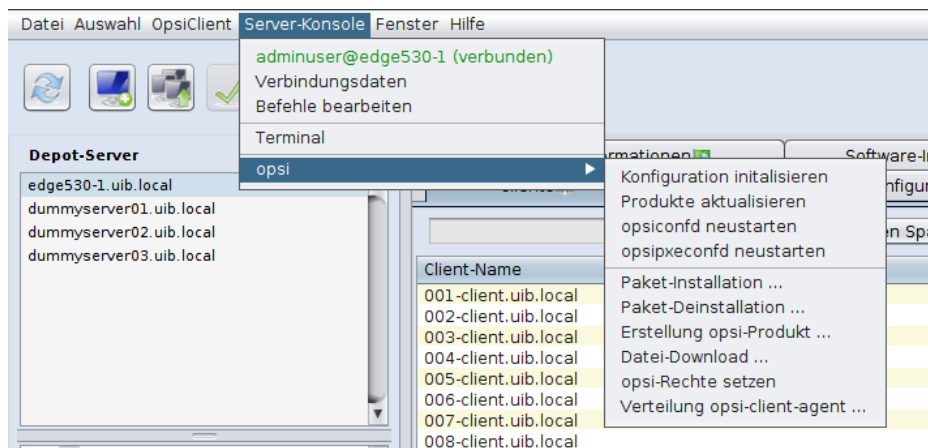 Datei Auswahl OpsiClient Server-Konsole Fenster Hilfe
adminuser@edge530-1 (verbunden)
Verbindungsdaten
Befehle bearbeiten
Terminal
opsi
Konfiguration initalisieren
Produkte aktualisieren
opsiconfd neustarten
opsipxeconfd neustarten
Paket-Installation ...
Paket-Deinstallation ...
Erstellung opsi-Produkt ...
Datei-Download ...
opsi-Rechte setzen
Verteilung opsi-client-agent ...
Depot-Server
edge530-1.uib.local
dummyserver01.uib.local
dummyserver02.uib.local
dummyserver03.uib.local
Client-Name
001-client.uib.local
002-client.uib.local
003-client.uib.local
004-client.uib.local
005-client.uib.local
006-client.uib.local
007-client.uib.local
008-client.uib.local